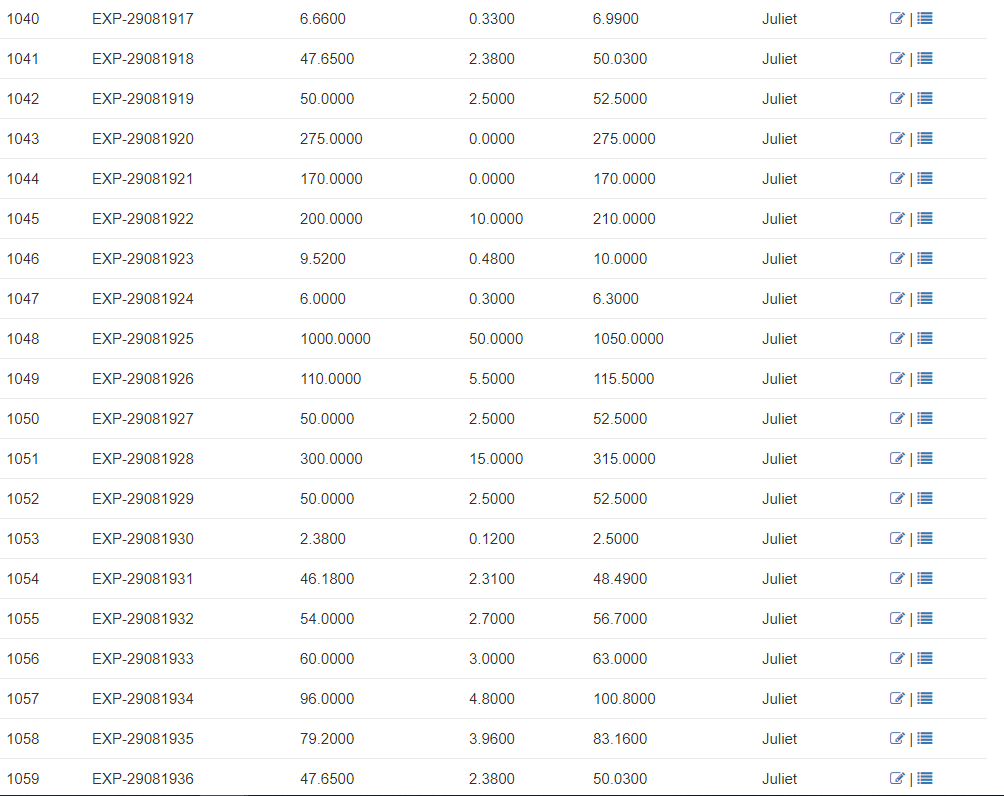 1040 EXP-29081917 6.6600 0.3300 6.9900 Juliet |
1041 EXP-29081918 47.6500 2.3800 50.0300 Juliet |
1042 EXP-29081919 50.0000 2.5000 52.5000 Juliet |
1043 EXP-29081920 275.0000 0.0000 275.0000 Juliet |
1044 EXP-29081921 170.0000 0.0000 170.0000 Juliet |
1045 EXP-29081922 200.0000 10.0000 210.0000 Juliet |
1046 EXP-29081923 9.5200 0.4800 10.0000 Juliet |
1047 EXP-29081924 6.0000 0.3000 6.3000 Juliet |
1048 EXP-29081925 1000.0000 50.0000 1050.0000 Juliet |
1049 EXP-29081926 110.0000 5.5000 115.5000 Juliet |
1050 EXP-29081927 50.0000 2.5000 52.5000 Juliet |
1051 EXP-29081928 300.0000 15.0000 315.0000 Juliet |
1052 EXP-29081929 50.0000 2.5000 52.5000 Juliet |
1053 EXP-29081930 2.3800 0.1200 2.5000 Juliet |
1054 EXP-29081931 46.1800 2.3100 48.4900 Juliet |
1055 EXP-29081932 54.0000 2.7000 56.7000 Juliet |
1056 EXP-29081933 60.0000 3.0000 63.0000 Juliet |
1057 EXP-29081934 96.0000 4.8000 100.8000 Juliet |
1058 EXP-29081935 79.2000 3.9600 83.1600 Juliet |
1059 EXP-29081936 47.6500 2.3800 50.0300 Juliet |